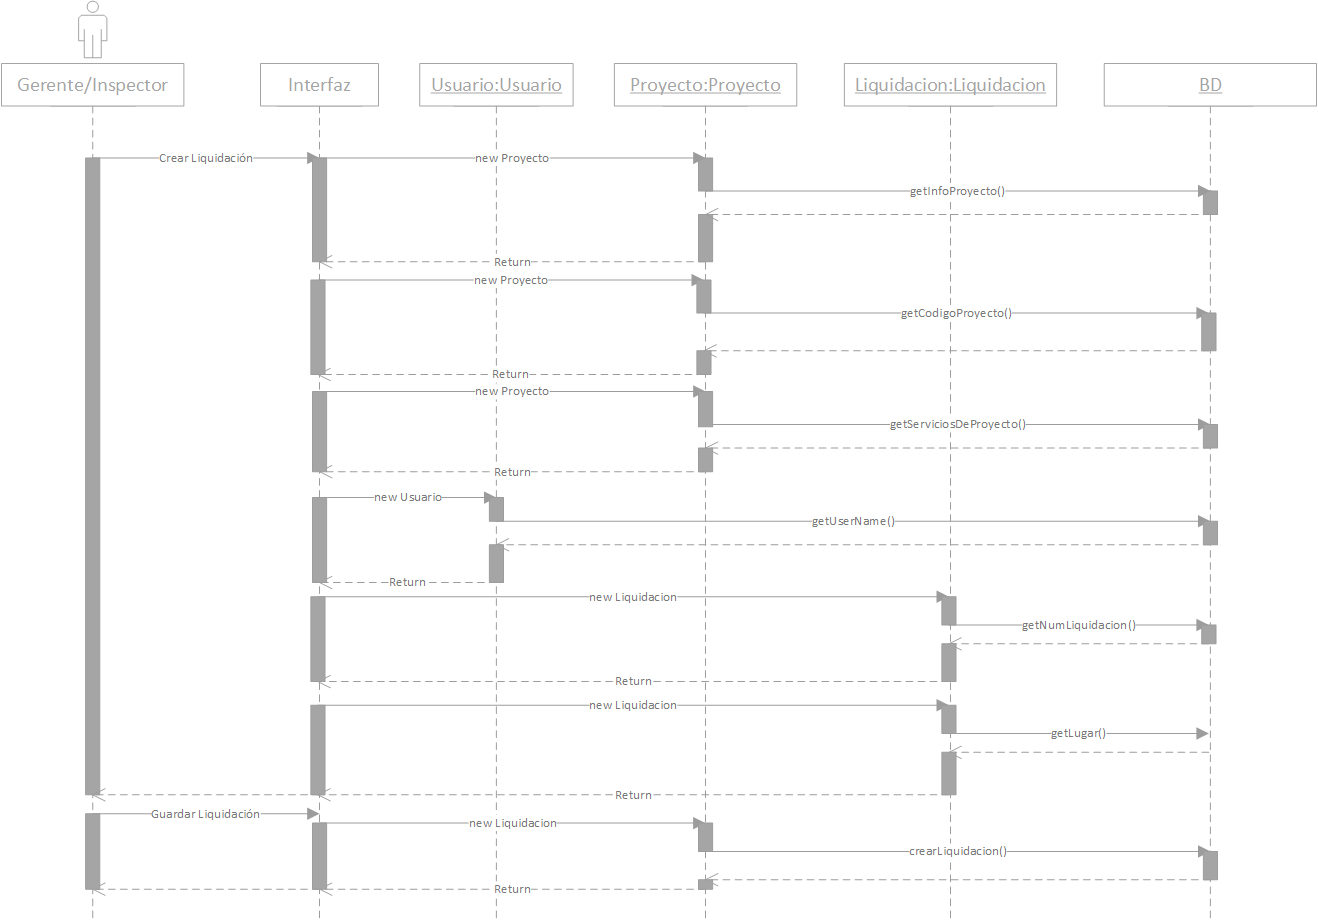 Gerente/Inspector
Interfaz
Usuario:Usuario
Proyecto:Proyecto
Liquidacion:Liquidacion
BD
Crear Liquidación
new Proyecto
getInfoProyecto()
Return
new Proyecto
getCodigoProyecto()
Return
new Proyecto
getServiciosDeProyecto()
Return
new Usuario
getUserName()
Return
new Liquidacion
getNumLiquidacion()
Return
new Liquidacion
getLugar()
Return
Guardar Liquidación
new Liquidacion
crearLiquidacion()
Return